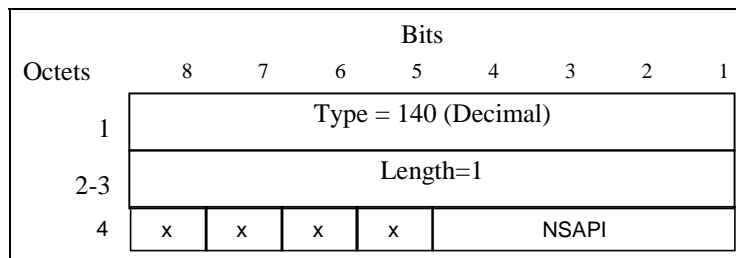 Bits
Octets 8 7 6 5 4 3 2 1
1 Type = 140 (Decimal)
2-3 Length=1
4 x x x x NSAPI